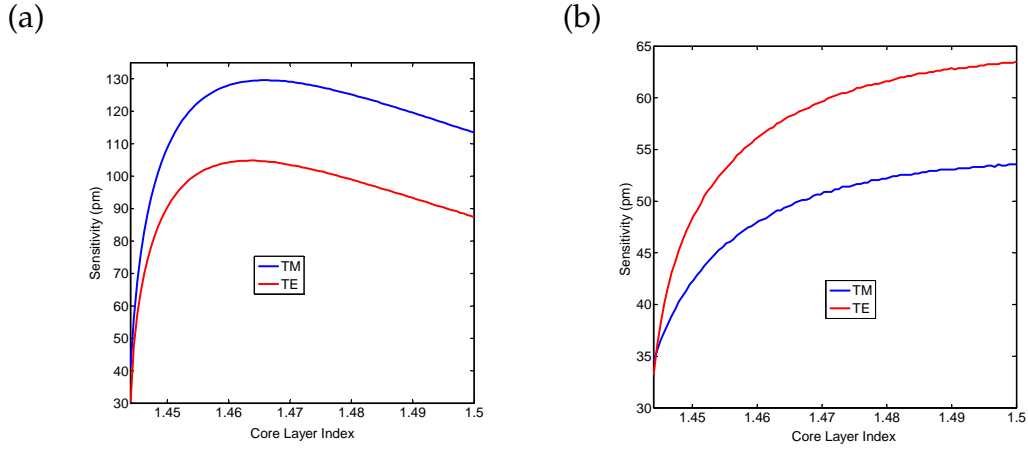 (a)
130
120
110
100
90
80
70
60
50
40
30
Sensitivity (pm)
TM
TE
1.45 1.46 1.47 1.48 1.49 1.5
Core Layer Index
(b)
65
60
55
50
45
40
35
30
Sensitivity (pm)
TM
TE
1.45 1.46 1.47 1.48 1.49 1.5
Core Layer Index